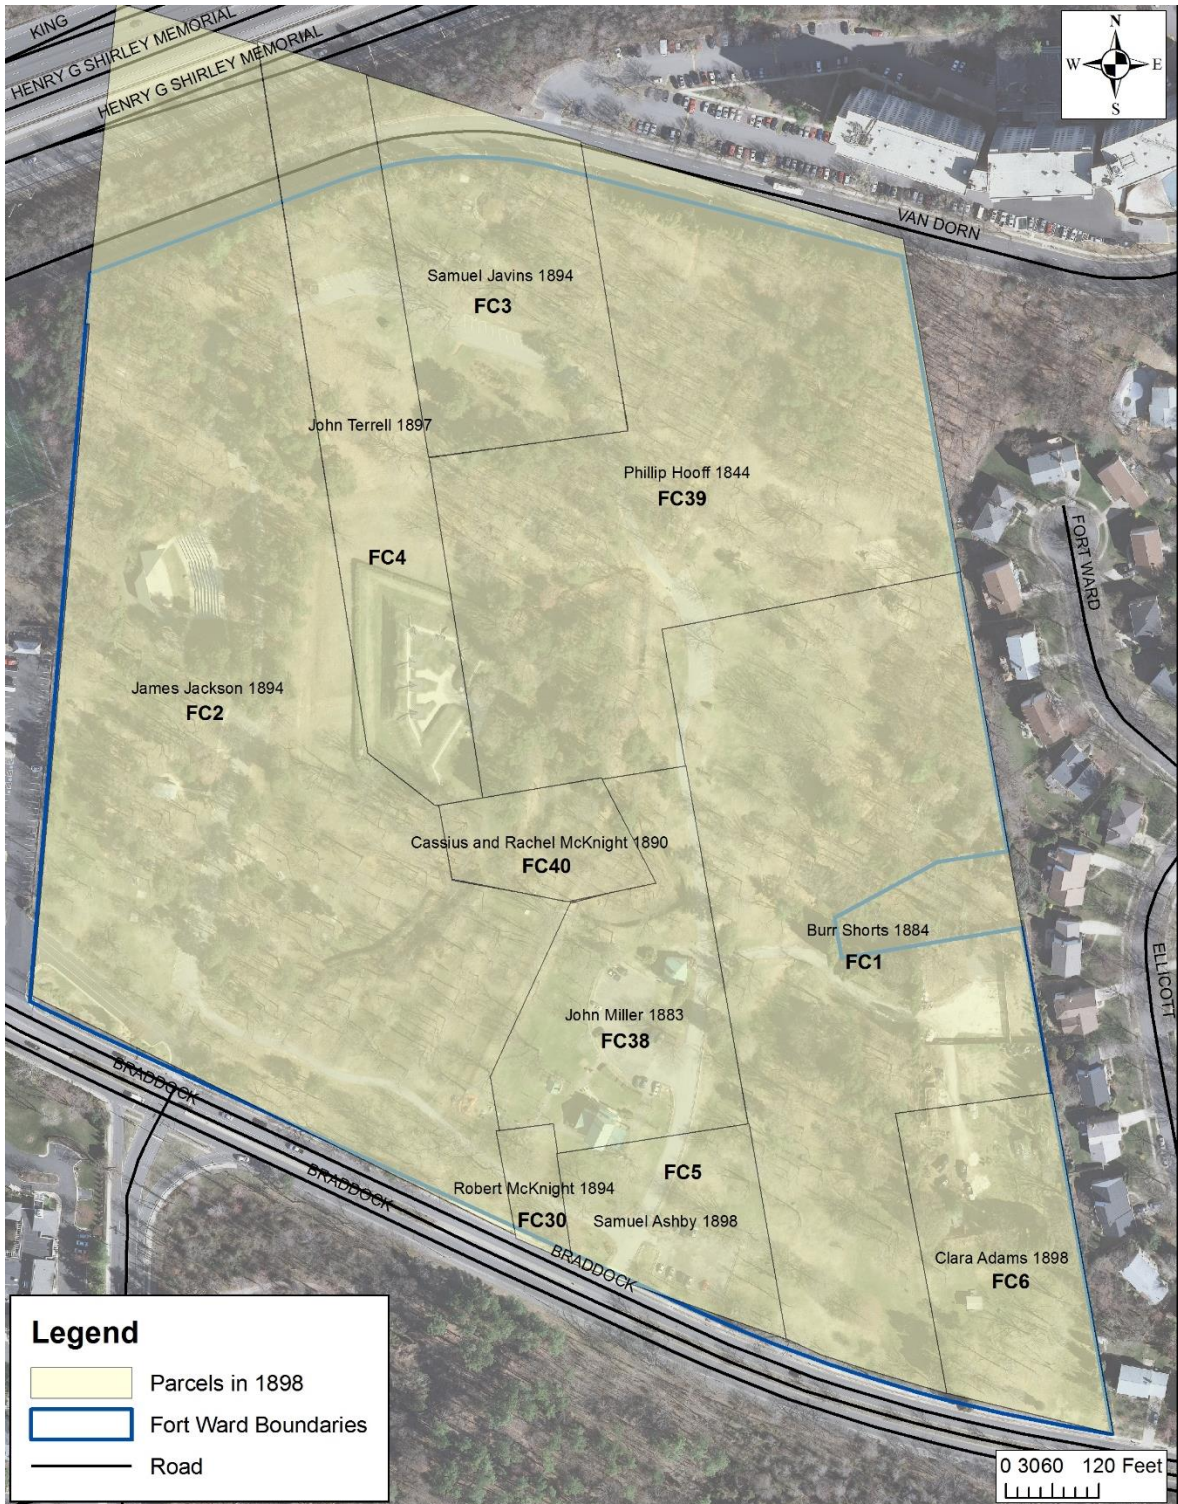 KING
HENRY G SHIRLEY MEMORIAL
HENRY G SHIRLEY MEMORIAL
N
W E
S
VAN DORN
Samuel Javins 1894
FC3
John Terrell 1897
Phillip Hooff 1844
FC39
FORT WARD
FC4
James Jackson 1894
FC2
Cassius and Rachel McKnight 1890
FC40
Burr Shorts 1884
FC1
ELLICOTT
John Miller 1883
FC38
BRADDOCK
BRADDOCK
FC5
Robert McKnight 1894
FC30
Samuel Ashby 1898
BRADDOCK
Clara Adams 1898
FC6
Legend
Parcels in 1898
Fort Ward Boundaries
Road
0 3060 120 Feet